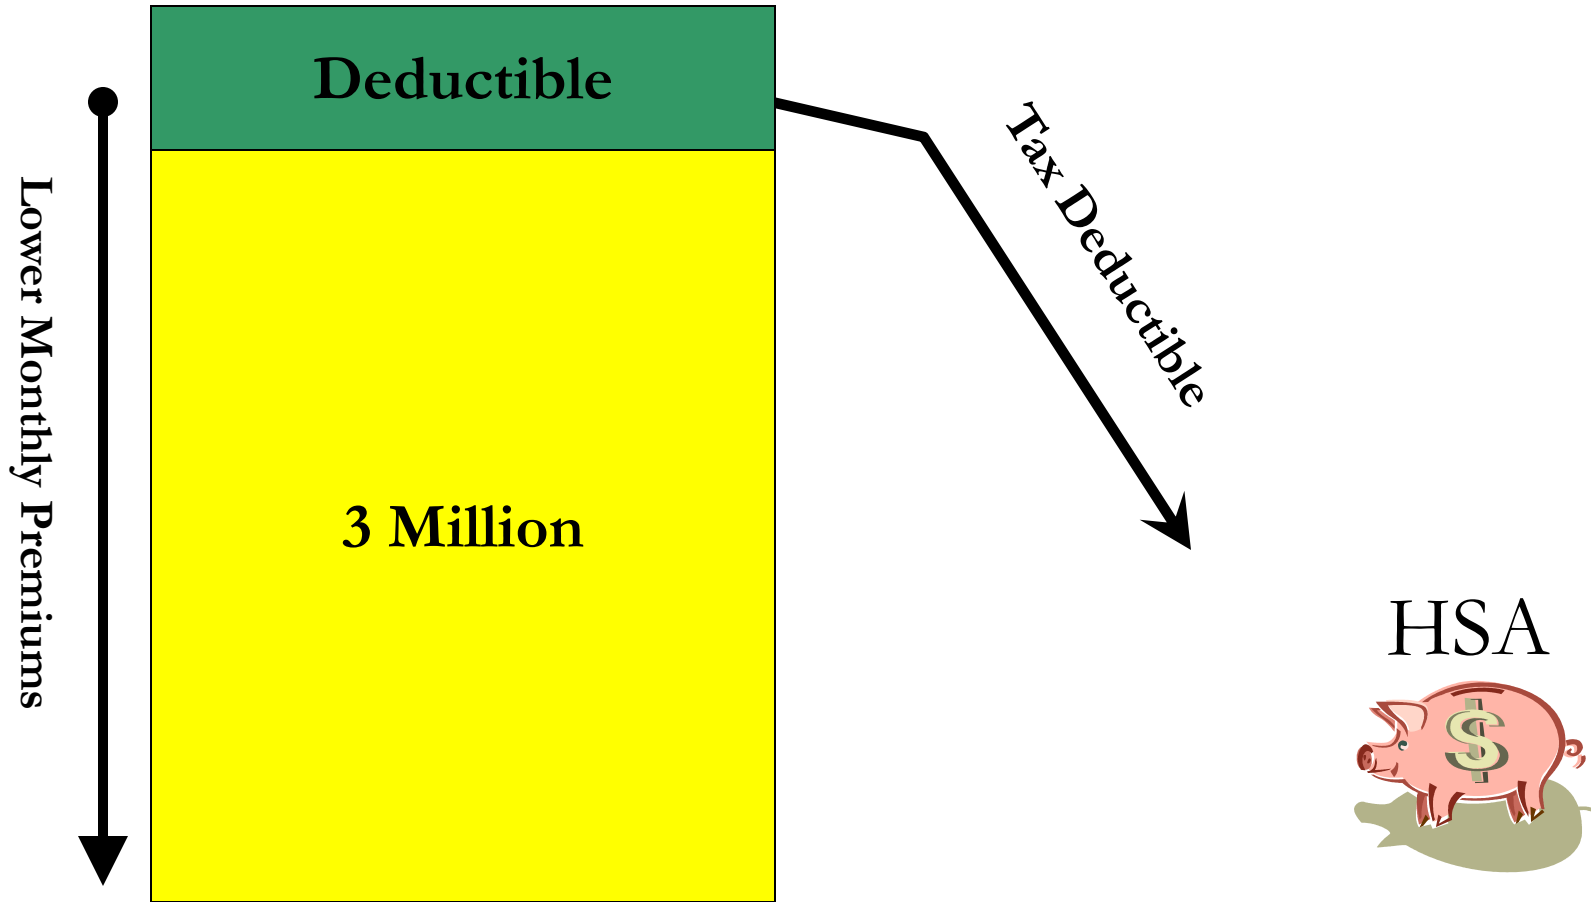 Deductible
Lower Monthly Premiums
Tax Deductible
3 Million
HSA
$